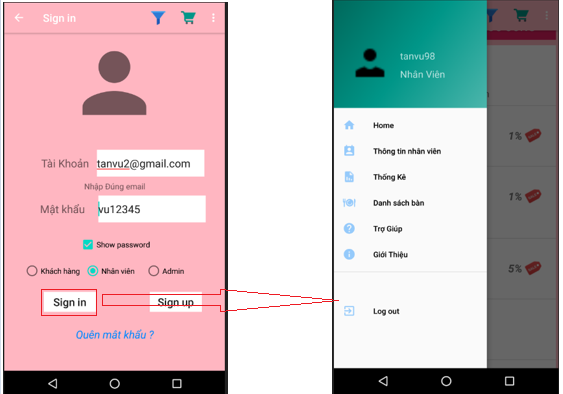 Sign in
Tài Khoản tanvu2@gmail.com
Nhập Đúng email
Mật khẩu vu12345
Show password
Khách hàng Nhân viên Admin
Sign in Sign up
Quên mật khẩu ?
tanvu98
Nhân Viên
Home
Thông tin nhân viên
Thống Kê
Danh sách bàn
Trợ Giúp
Giới Thiệu
Log out
1%
1%
5%